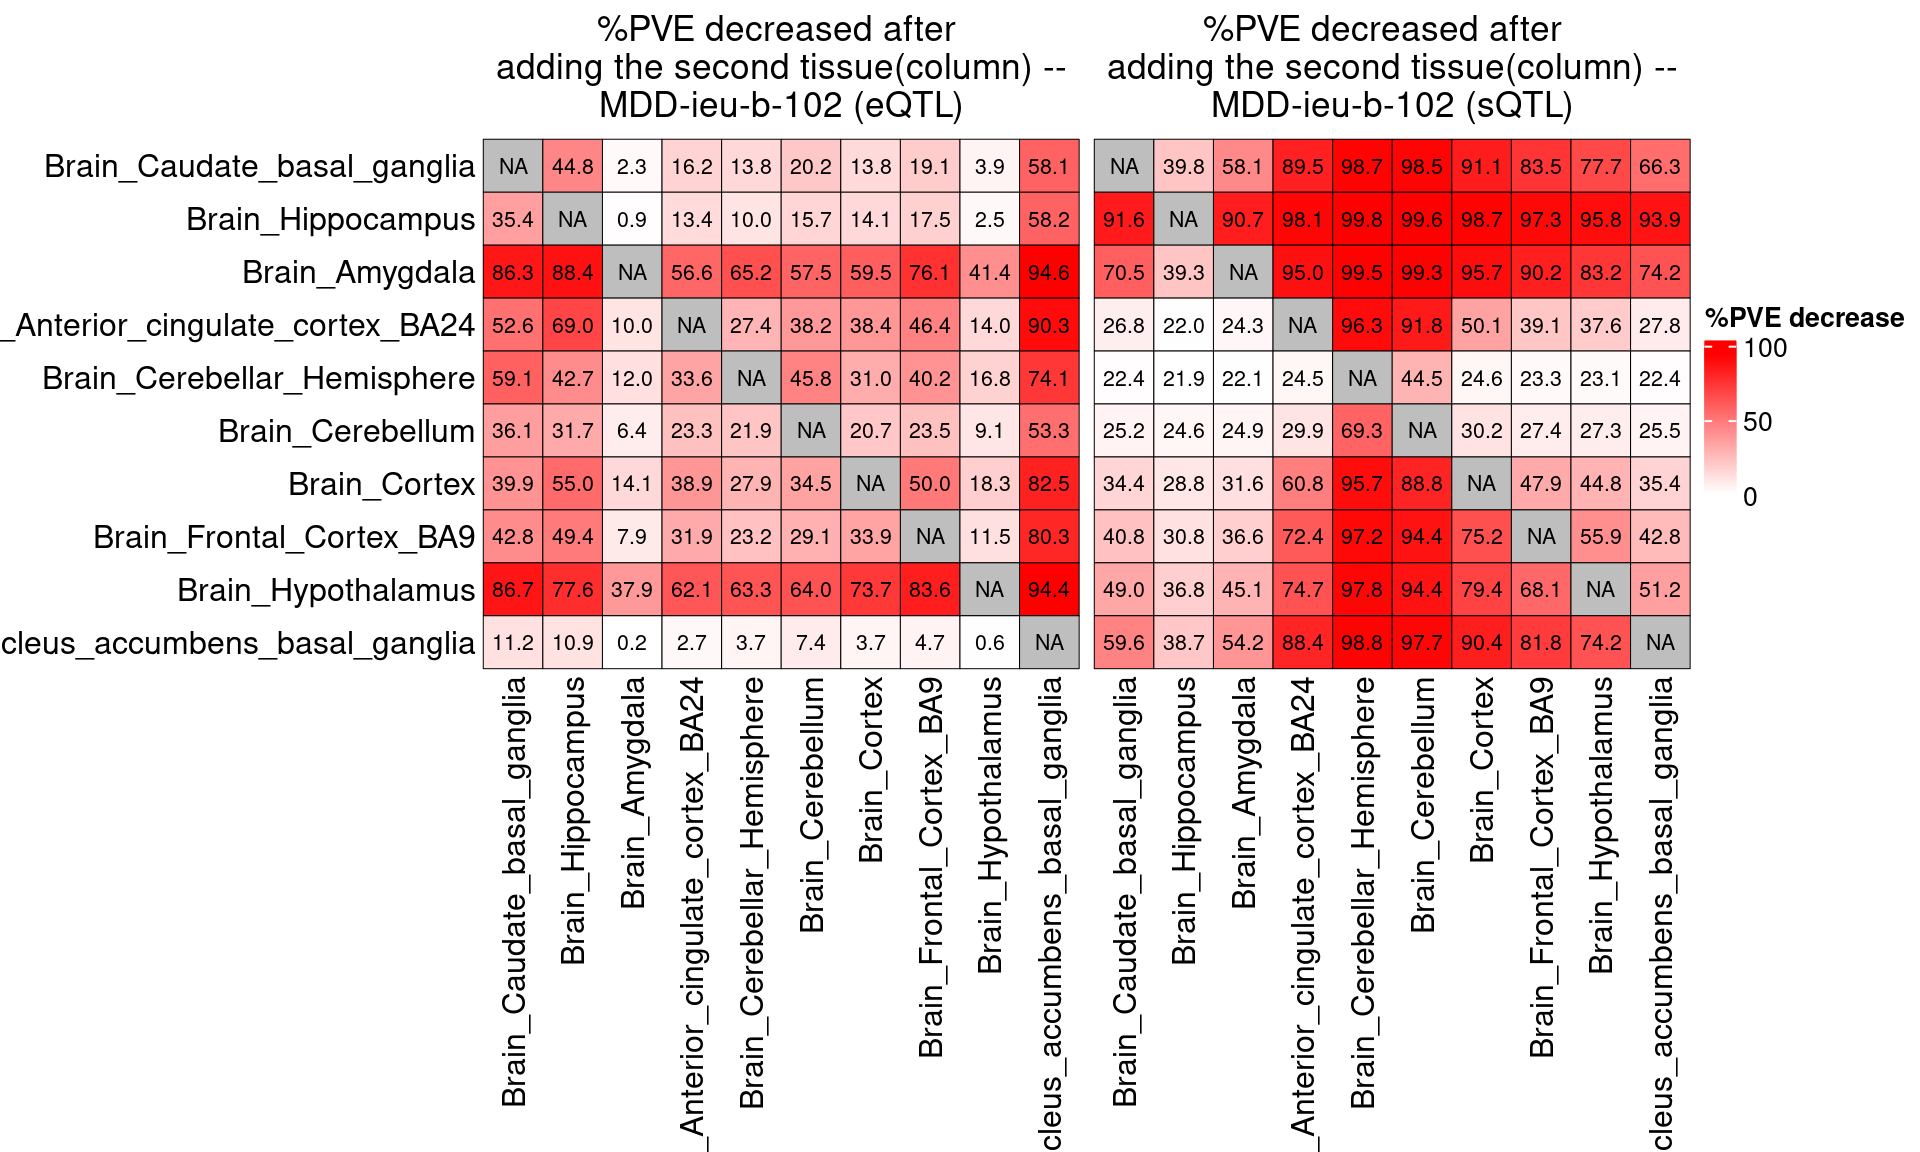 %PVE decreased after
adding the second tissue(column) --
MDD-ieu-b-102 (eQTL)
%PVE decreased after
adding the second tissue(column) --
MDD-ieu-b-102 (sQTL)
Brain_Caudate_basal_ganglia NA 44.8 2.3 16.2 13.8 20.2 13.8 19.1 3.9 58.1 NA 39.8 58.1 89.5 98.7 98.5 91.1 83.5 77.7 66.3
Brain_Hippocampus 35.4 NA 0.9 13.4 10.0 15.7 14.1 17.5 2.5 58.2 91.6 NA 90.7 98.1 99.8 99.6 98.7 97.3 95.8 93.9
Brain_Amygdala 86.3 88.4 NA 56.6 65.2 57.5 59.5 76.1 41.4 94.6 70.5 39.3 NA 95.0 99.5 99.3 95.7 90.2 83.2 74.2
_Anterior_cingulate_cortex_BA24 52.6 69.0 10.0 NA 27.4 38.2 38.4 46.4 14.0 90.3 26.8 22.0 24.3 NA 96.3 91.8 50.1 39.1 37.6 27.8
Brain_Cerebellar_Hemisphere 59.1 42.7 12.0 33.6 NA 45.8 31.0 40.2 16.8 74.1 22.4 21.9 22.1 24.5 NA 44.5 24.6 23.3 23.1 22.4
Brain_Cerebellum 36.1 31.7 6.4 23.3 21.9 NA 20.7 23.5 9.1 53.3 25.2 24.6 24.9 29.9 69.3 NA 30.2 27.4 27.3 25.5
Brain_Cortex 39.9 55.0 14.1 38.9 27.9 34.5 NA 50.0 18.3 82.5 34.4 28.8 31.6 60.8 95.7 88.8 NA 47.9 44.8 35.4
Brain_Frontal_Cortex_BA9 42.8 49.4 7.9 31.9 23.2 29.1 33.9 NA 11.5 80.3 40.8 30.8 36.6 72.4 97.2 94.4 75.2 NA 55.9 42.8
Brain_Hypothalamus 86.7 77.6 37.9 62.1 63.3 64.0 73.7 83.6 NA 94.4 49.0 36.8 45.1 74.7 97.8 94.4 79.4 68.1 NA 51.2
cleus_accumbens_basal_ganglia 11.2 10.9 0.2 2.7 3.7 7.4 3.7 4.7 0.6 NA 59.6 38.7 54.2 88.4 98.8 97.7 90.4 81.8 74.2 NA
Brain_Caudate_basal_ganglia
Brain_Hippocampus
Brain_Amygdala
_Anterior_cingulate_cortex_BA24
Brain_Cerebellar_Hemisphere
Brain_Cerebellum
Brain_Cortex
Brain_Frontal_Cortex_BA9
Brain_Hypothalamus
cleus_accumbens_basal_ganglia
Brain_Caudate_basal_ganglia
Brain_Hippocampus
Brain_Amygdala
_Anterior_cingulate_cortex_BA24
Brain_Cerebellar_Hemisphere
Brain_Cerebellum
Brain_Cortex
Brain_Frontal_Cortex_BA9
Brain_Hypothalamus
cleus_accumbens_basal_ganglia
%PVE decrease
100
50
0